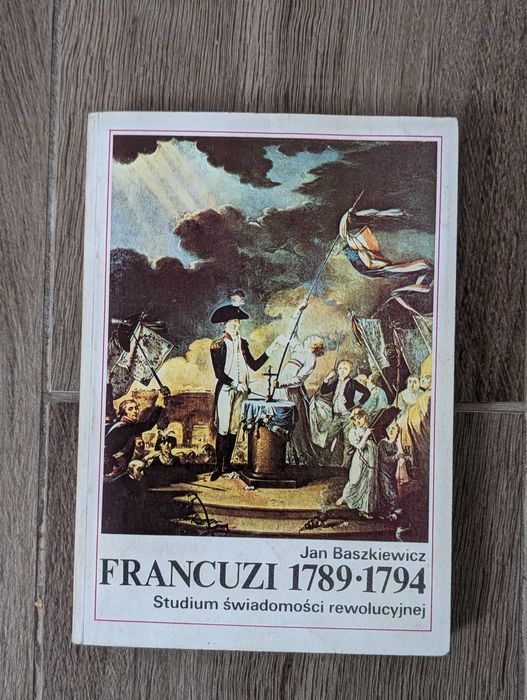 Jan Baszkiewicz
FRANCUZI 1789·1794
Studium świadomości rewolucyjnej